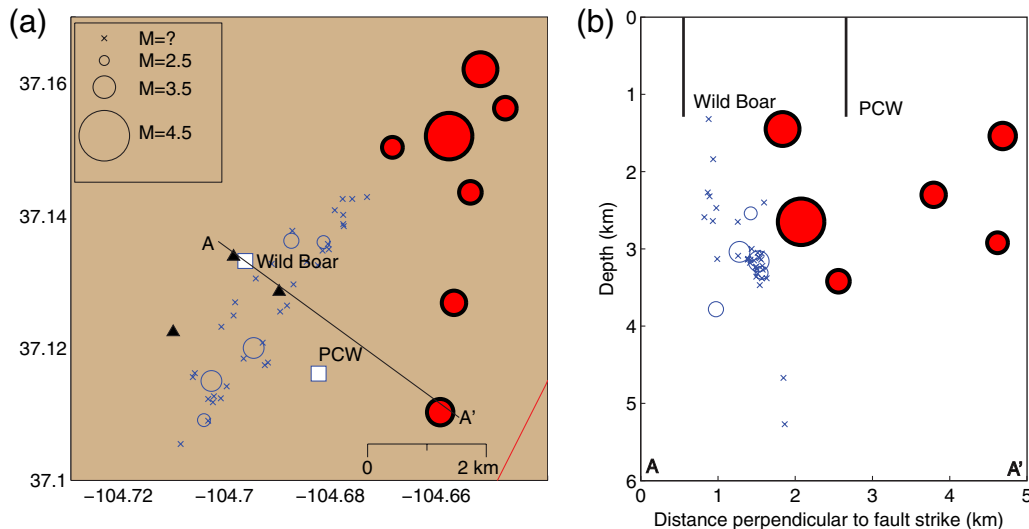 (a)
M=?
M=2.5
M=3.5
M=4.5
37.16
37.14
37.12
37.1
−104.72
−104.7
−104.68
−104.66
A
Wild Boar
PCW
A'
0
2 km
(b)
0
1
2
3
4
5
6
Depth (km)
Wild Boar
PCW
A
A'
0
1
2
3
4
5
Distance perpendicular to fault strike (km)